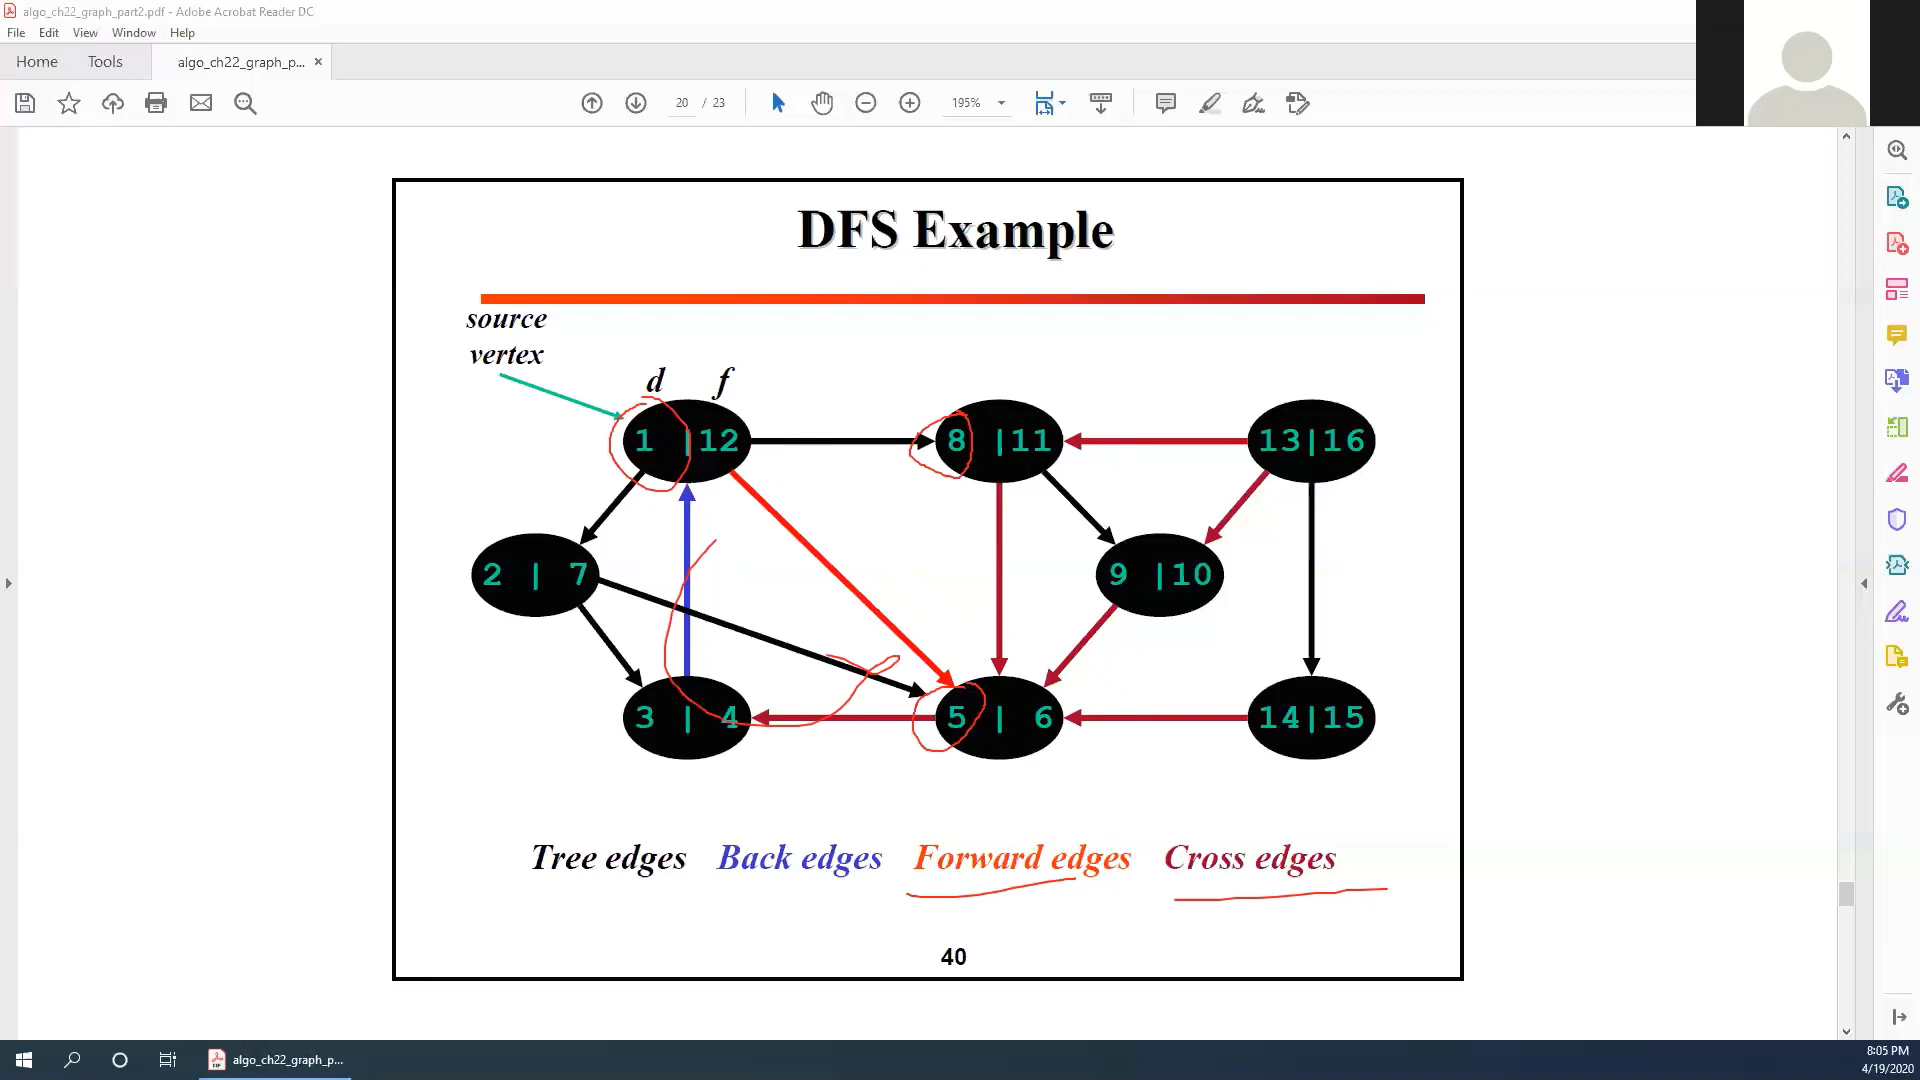 algo_ch22_graph_part2.pdf - Adobe Acrobat Reader DC
File Edit View Window Help
Home Tools algo_ch22_graph_p... ×
20 / 23 195%
DFS Example
source
vertex
d f
1 |12 8 |11 13|16
2 | 7 9 |10
3 | 4 5 | 6 14|15
Tree edges Back edges Forward edges Cross edges
40
algo_ch22_graph_p...
8:05 PM
4/19/2020